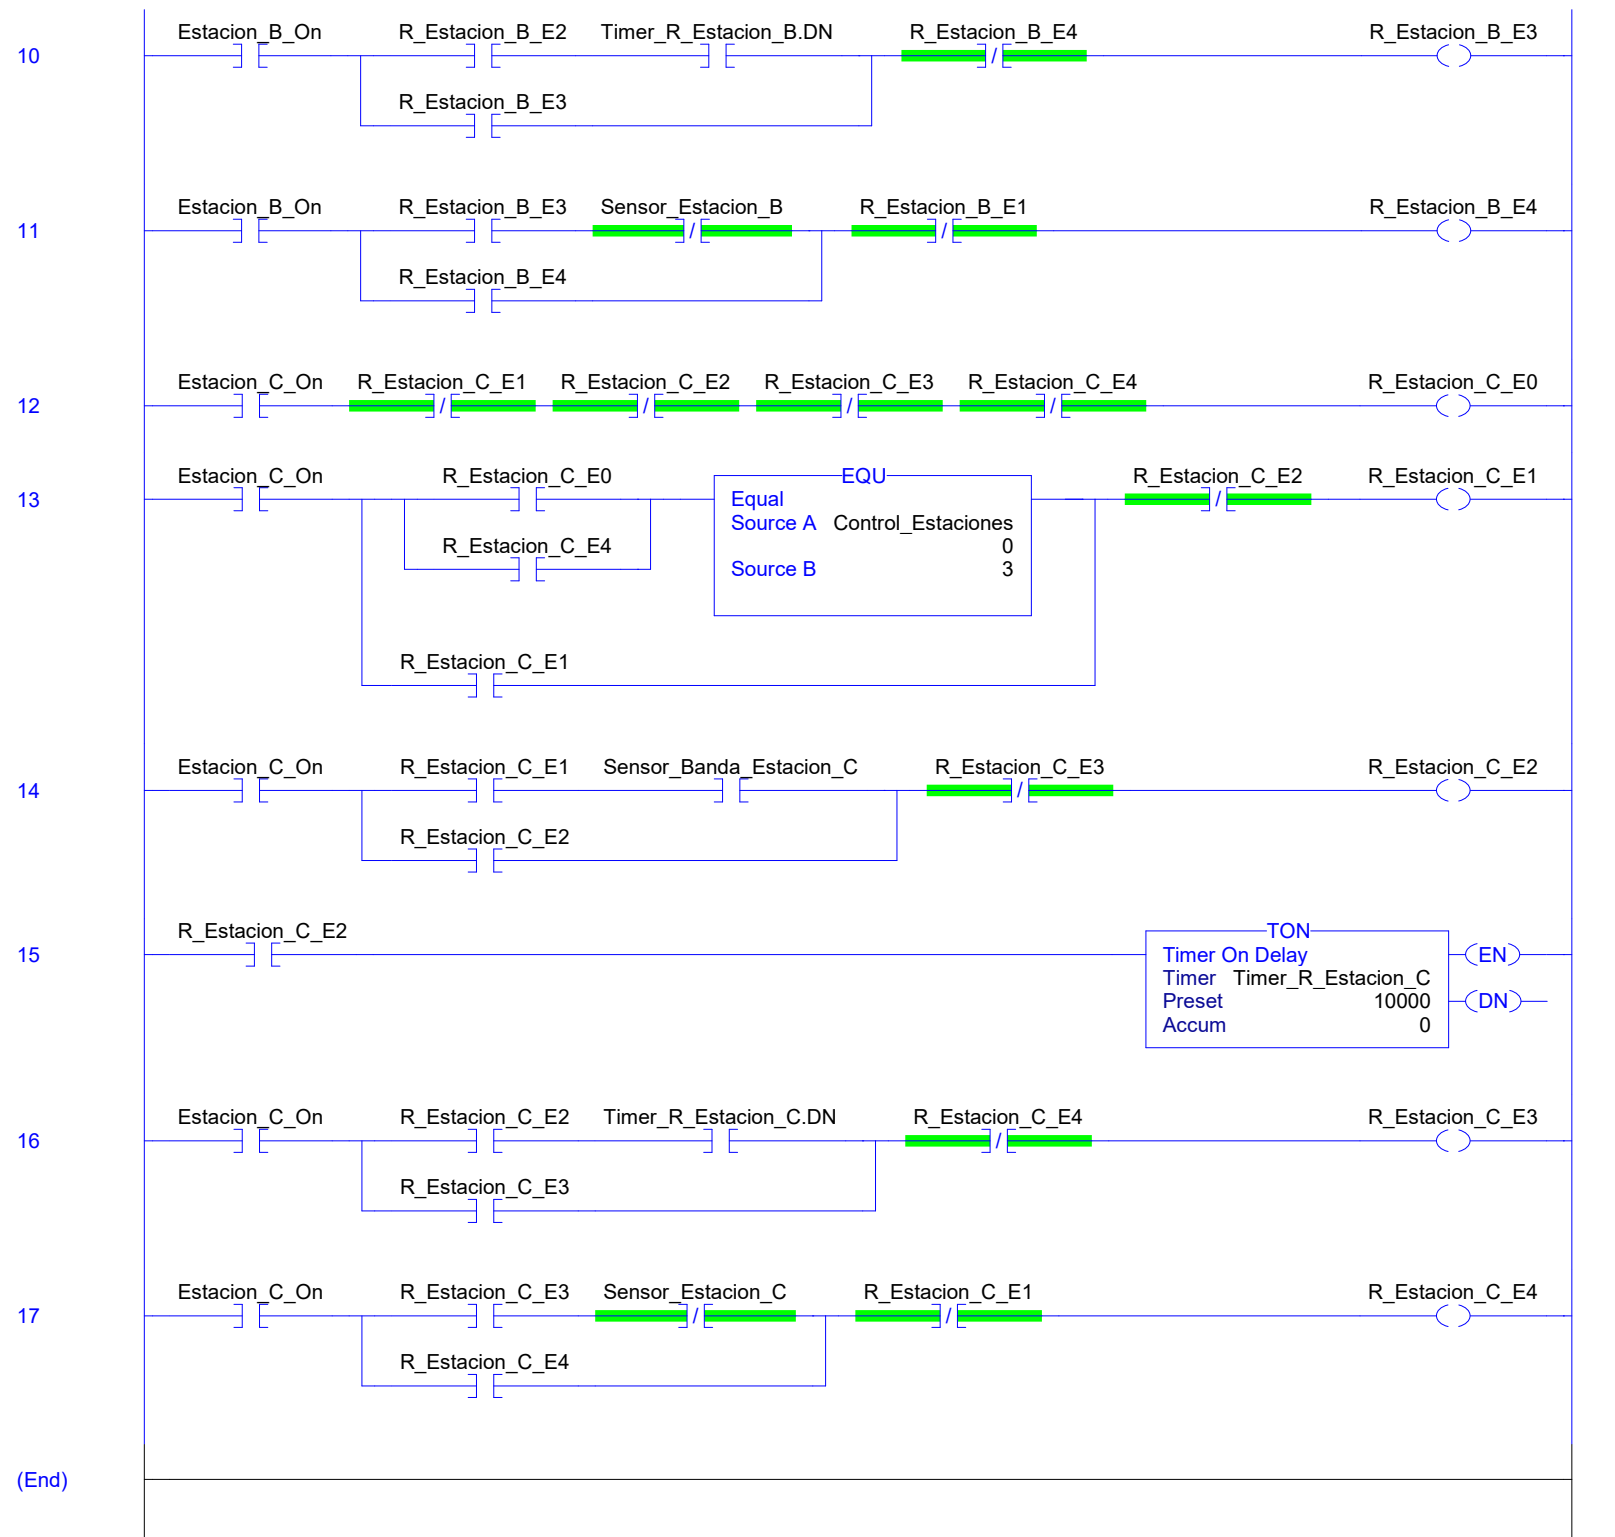 Estacion_B_On R_Estacion_B_E2 Timer_R_Estacion_B.DN R_Estacion_B_E4 R_Estacion_B_E3
10 /
R_Estacion_B_E3
Estacion_B_On R_Estacion_B_E3 Sensor_Estacion_B R_Estacion_B_E1 R_Estacion_B_E4
11 / /
R_Estacion_B_E4
Estacion_C_On R_Estacion_C_E1 R_Estacion_C_E2 R_Estacion_C_E3 R_Estacion_C_E4 R_Estacion_C_E0
12 / / / /
Estacion_C_On R_Estacion_C_E0 EQU R_Estacion_C_E2 R_Estacion_C_E1
13 Equal /
Source A Control_Estaciones
R_Estacion_C_E4 0
Source B 3
R_Estacion_C_E1
Estacion_C_On R_Estacion_C_E1 Sensor_Banda_Estacion_C R_Estacion_C_E3 R_Estacion_C_E2
14 /
R_Estacion_C_E2
R_Estacion_C_E2 TON
15 Timer On Delay EN
Timer Timer_R_Estacion_C
Preset 10000 DN
Accum 0
Estacion_C_On R_Estacion_C_E2 Timer_R_Estacion_C.DN R_Estacion_C_E4 R_Estacion_C_E3
16 /
R_Estacion_C_E3
Estacion_C_On R_Estacion_C_E3 Sensor_Estacion_C R_Estacion_C_E1 R_Estacion_C_E4
17 / /
R_Estacion_C_E4
(End)